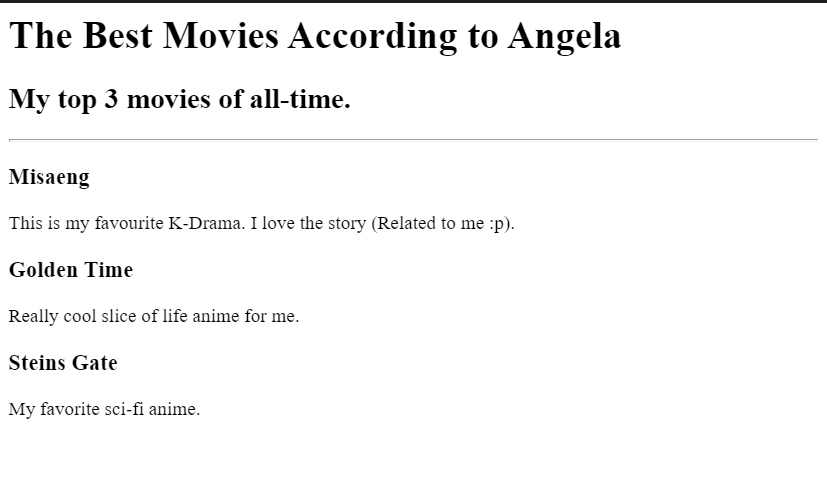 The Best Movies According to Angela
My top 3 movies of all-time.
Misaeng
This is my favourite K-Drama. I love the story (Related to me :p).
Golden Time
Really cool slice of life anime for me.
Steins Gate
My favorite sci-fi anime.